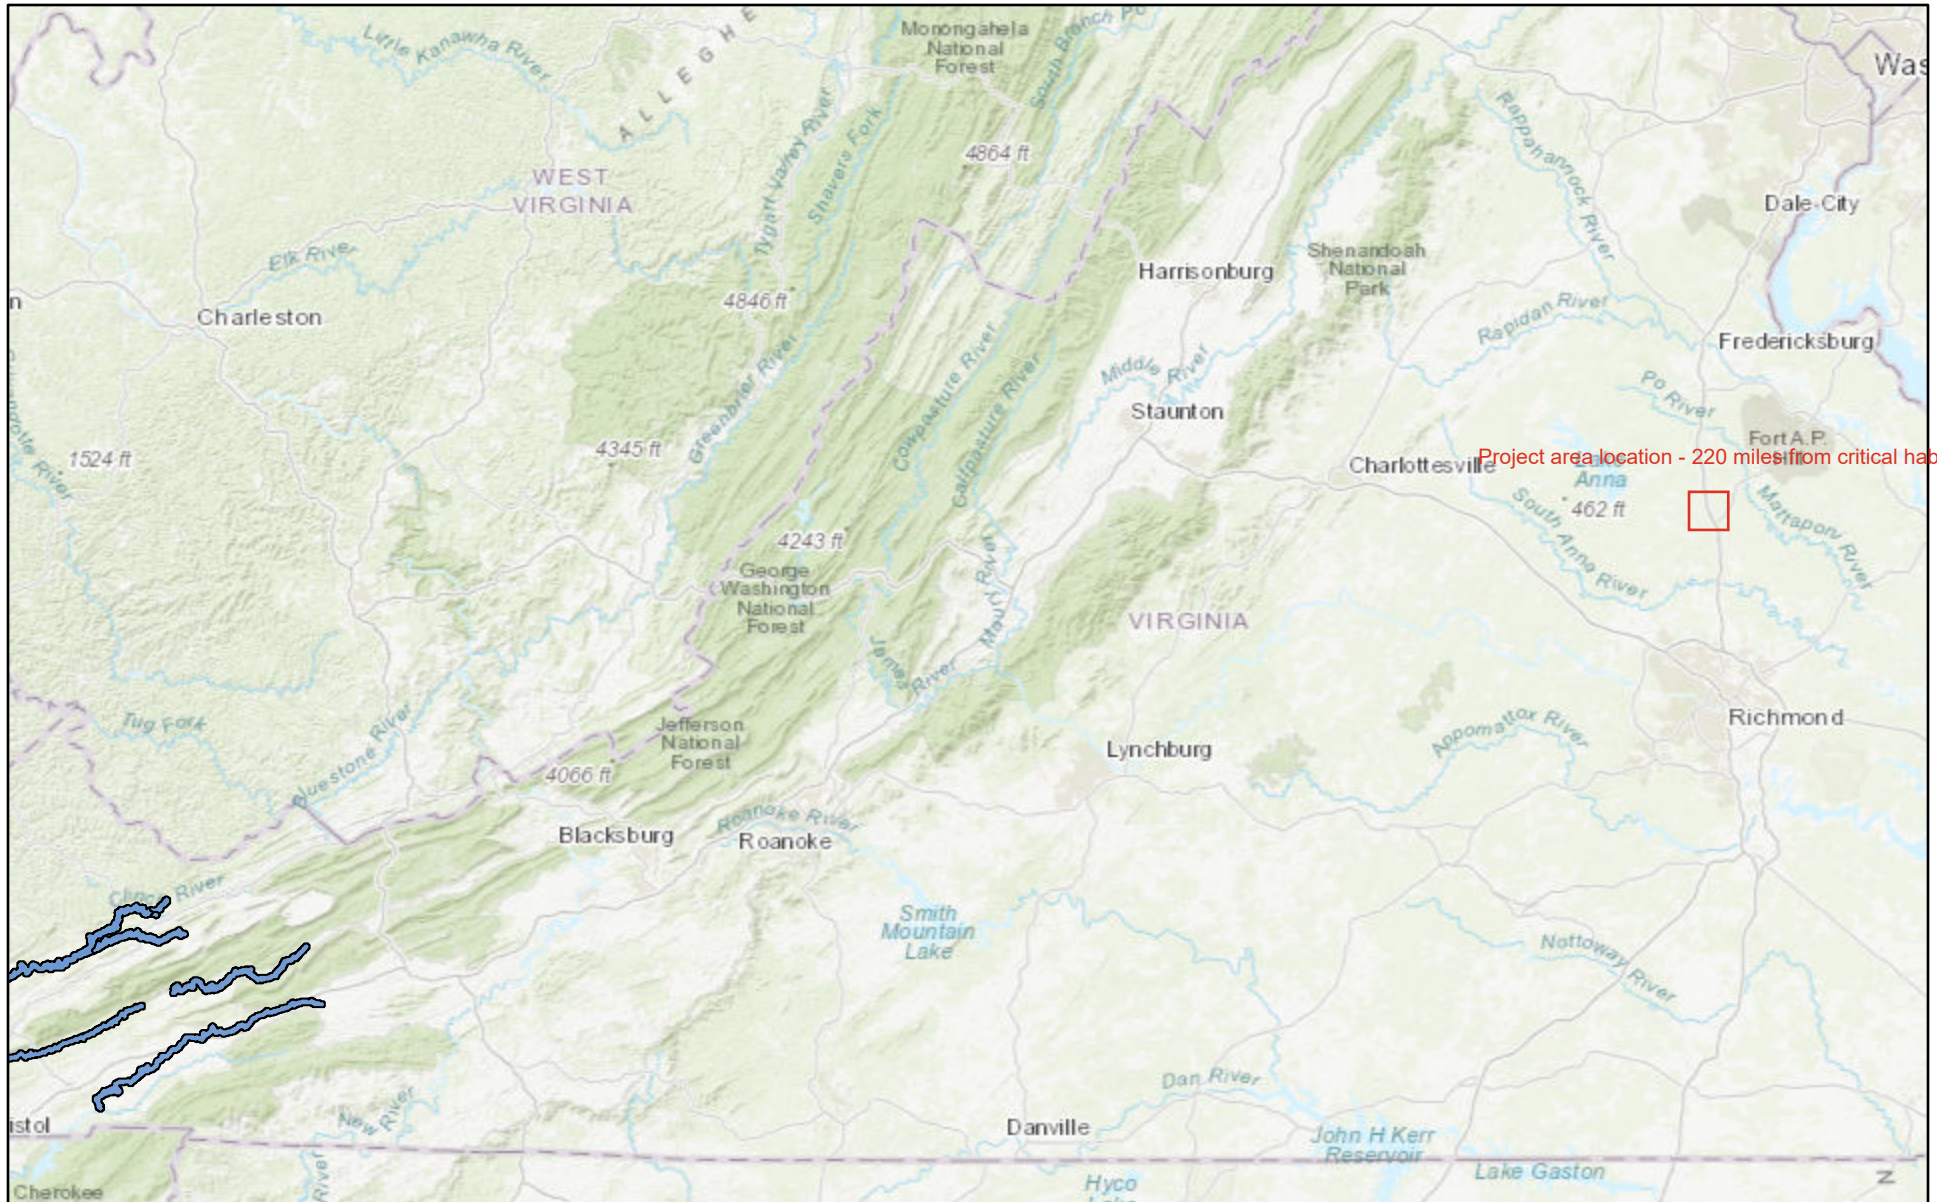 Little Kanawha River
ALLEGHE
Monongahela
National
Forest
South Branch Po
Was
Rappahannock River
Tygart Valley River
Shavers Fork
4864 ft
WEST
VIRGINIA
Dale City
Elk River
Harrisonburg
Shenandoah
National
Park
4846 ft
n
Charleston
Rapidan River
Fredericksburg
Greenbrier River
Cowpasture River
Calfpasture River
Middle River
Staunton
Po River
Fort A.P.
Hill
1524 ft
4345 ft
Charlottesville
Project area location - 220 miles from critical hab
Lake
Anna
462 ft
South Anna River
Mattaponi River
4243 ft
George
Washington
National
Forest
Maury River
VIRGINIA
James River
Tug Fork
Bluestone River
Jefferson
National
Forest
4066 ft
Richmond
Appomattox River
Lynchburg
Blacksburg
Roanoke River
Roanoke
Clinch River
Smith
Mountain
Lake
Nottoway River
Dan River
New River
istol
Danville
John H Kerr
Reservoir
Lake Gaston
River
Cherokee
Hyco
Lake
N